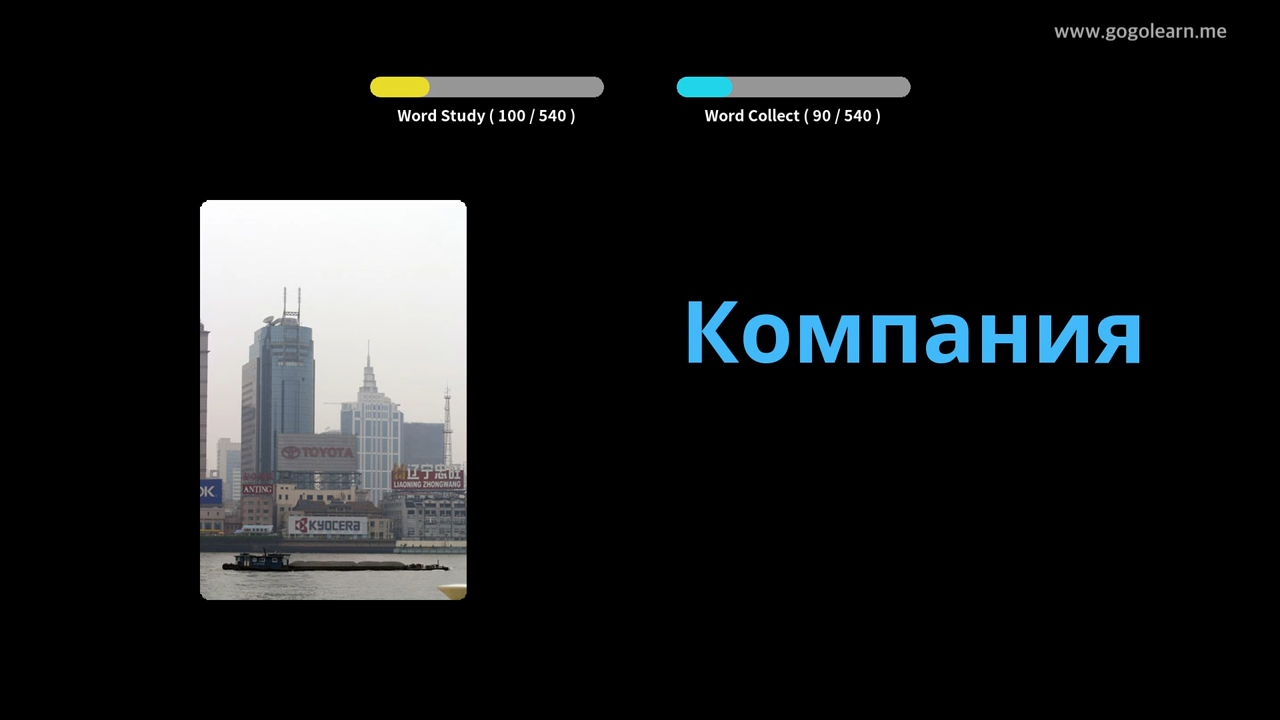 www.gogolearn.me
Word Study ( 100 / 540 )
Word Collect ( 90 / 540 )
Компания
TOYOTA
辽宁忠旺
LIAONING ZHONGWANG
OK
ANTING
KYOCERA